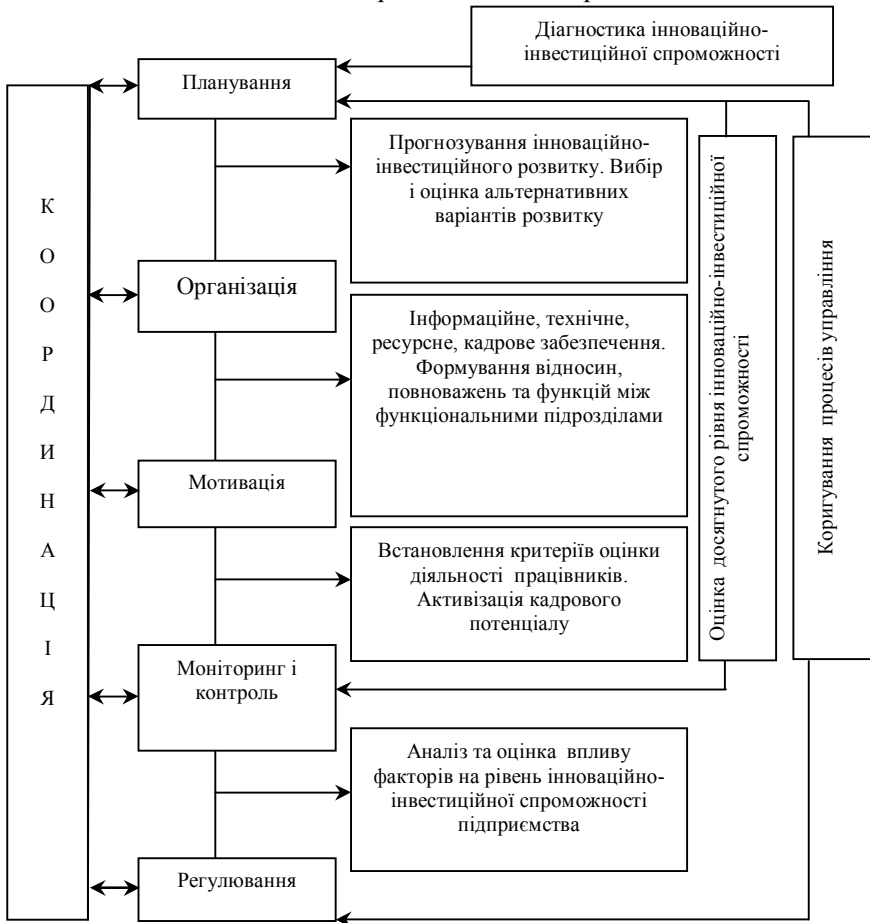 Діагностика інноваційно-
інвестиційної спроможності
Планування
Прогнозування інноваційно-
інвестиційного розвитку. Вибір
і оцінка альтернативних
варіантів розвитку
К
О
О
Р
Д
И
Н
А
Ц
І
Я
Організація
Інформаційне, технічне,
ресурсне, кадрове забезпечення.
Формування відносин,
повноважень та функцій між
функціональними підрозділами
Мотивація
Встановлення критеріїв оцінки
діяльності працівників.
Активізація кадрового
потенціалу
Моніторинг і
контроль
Аналіз та оцінка впливу
факторів на рівень інноваційно-
інвестиційної спроможності
підприємства
Регулювання
Оцінка досягнутого рівня інноваційно-інвестиційної
спроможності
Коригування процесів управління